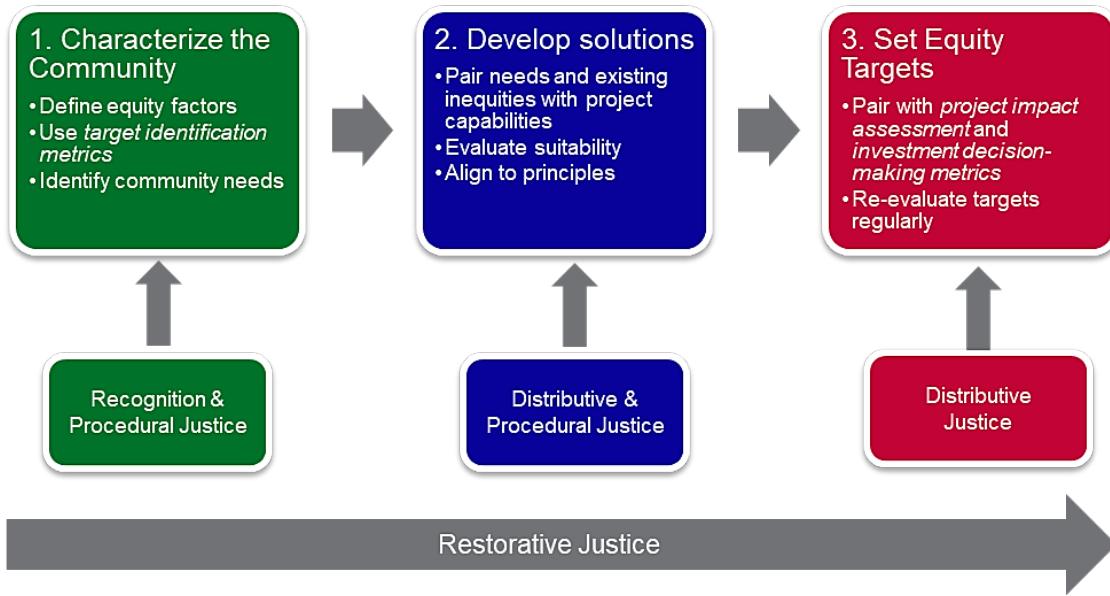 1. Characterize the
Community
• Define equity factors
• Use target identification
metrics
• Identify community needs
2. Develop solutions
• Pair needs and existing
inequities with project
capabilities
• Evaluate suitability
• Align to principles
3. Set Equity
Targets
• Pair with project impact
assessment and
investment decision-
making metrics
• Re-evaluate targets
regularly
Recognition &
Procedural Justice
Distributive &
Procedural Justice
Distributive
Justice
Restorative Justice